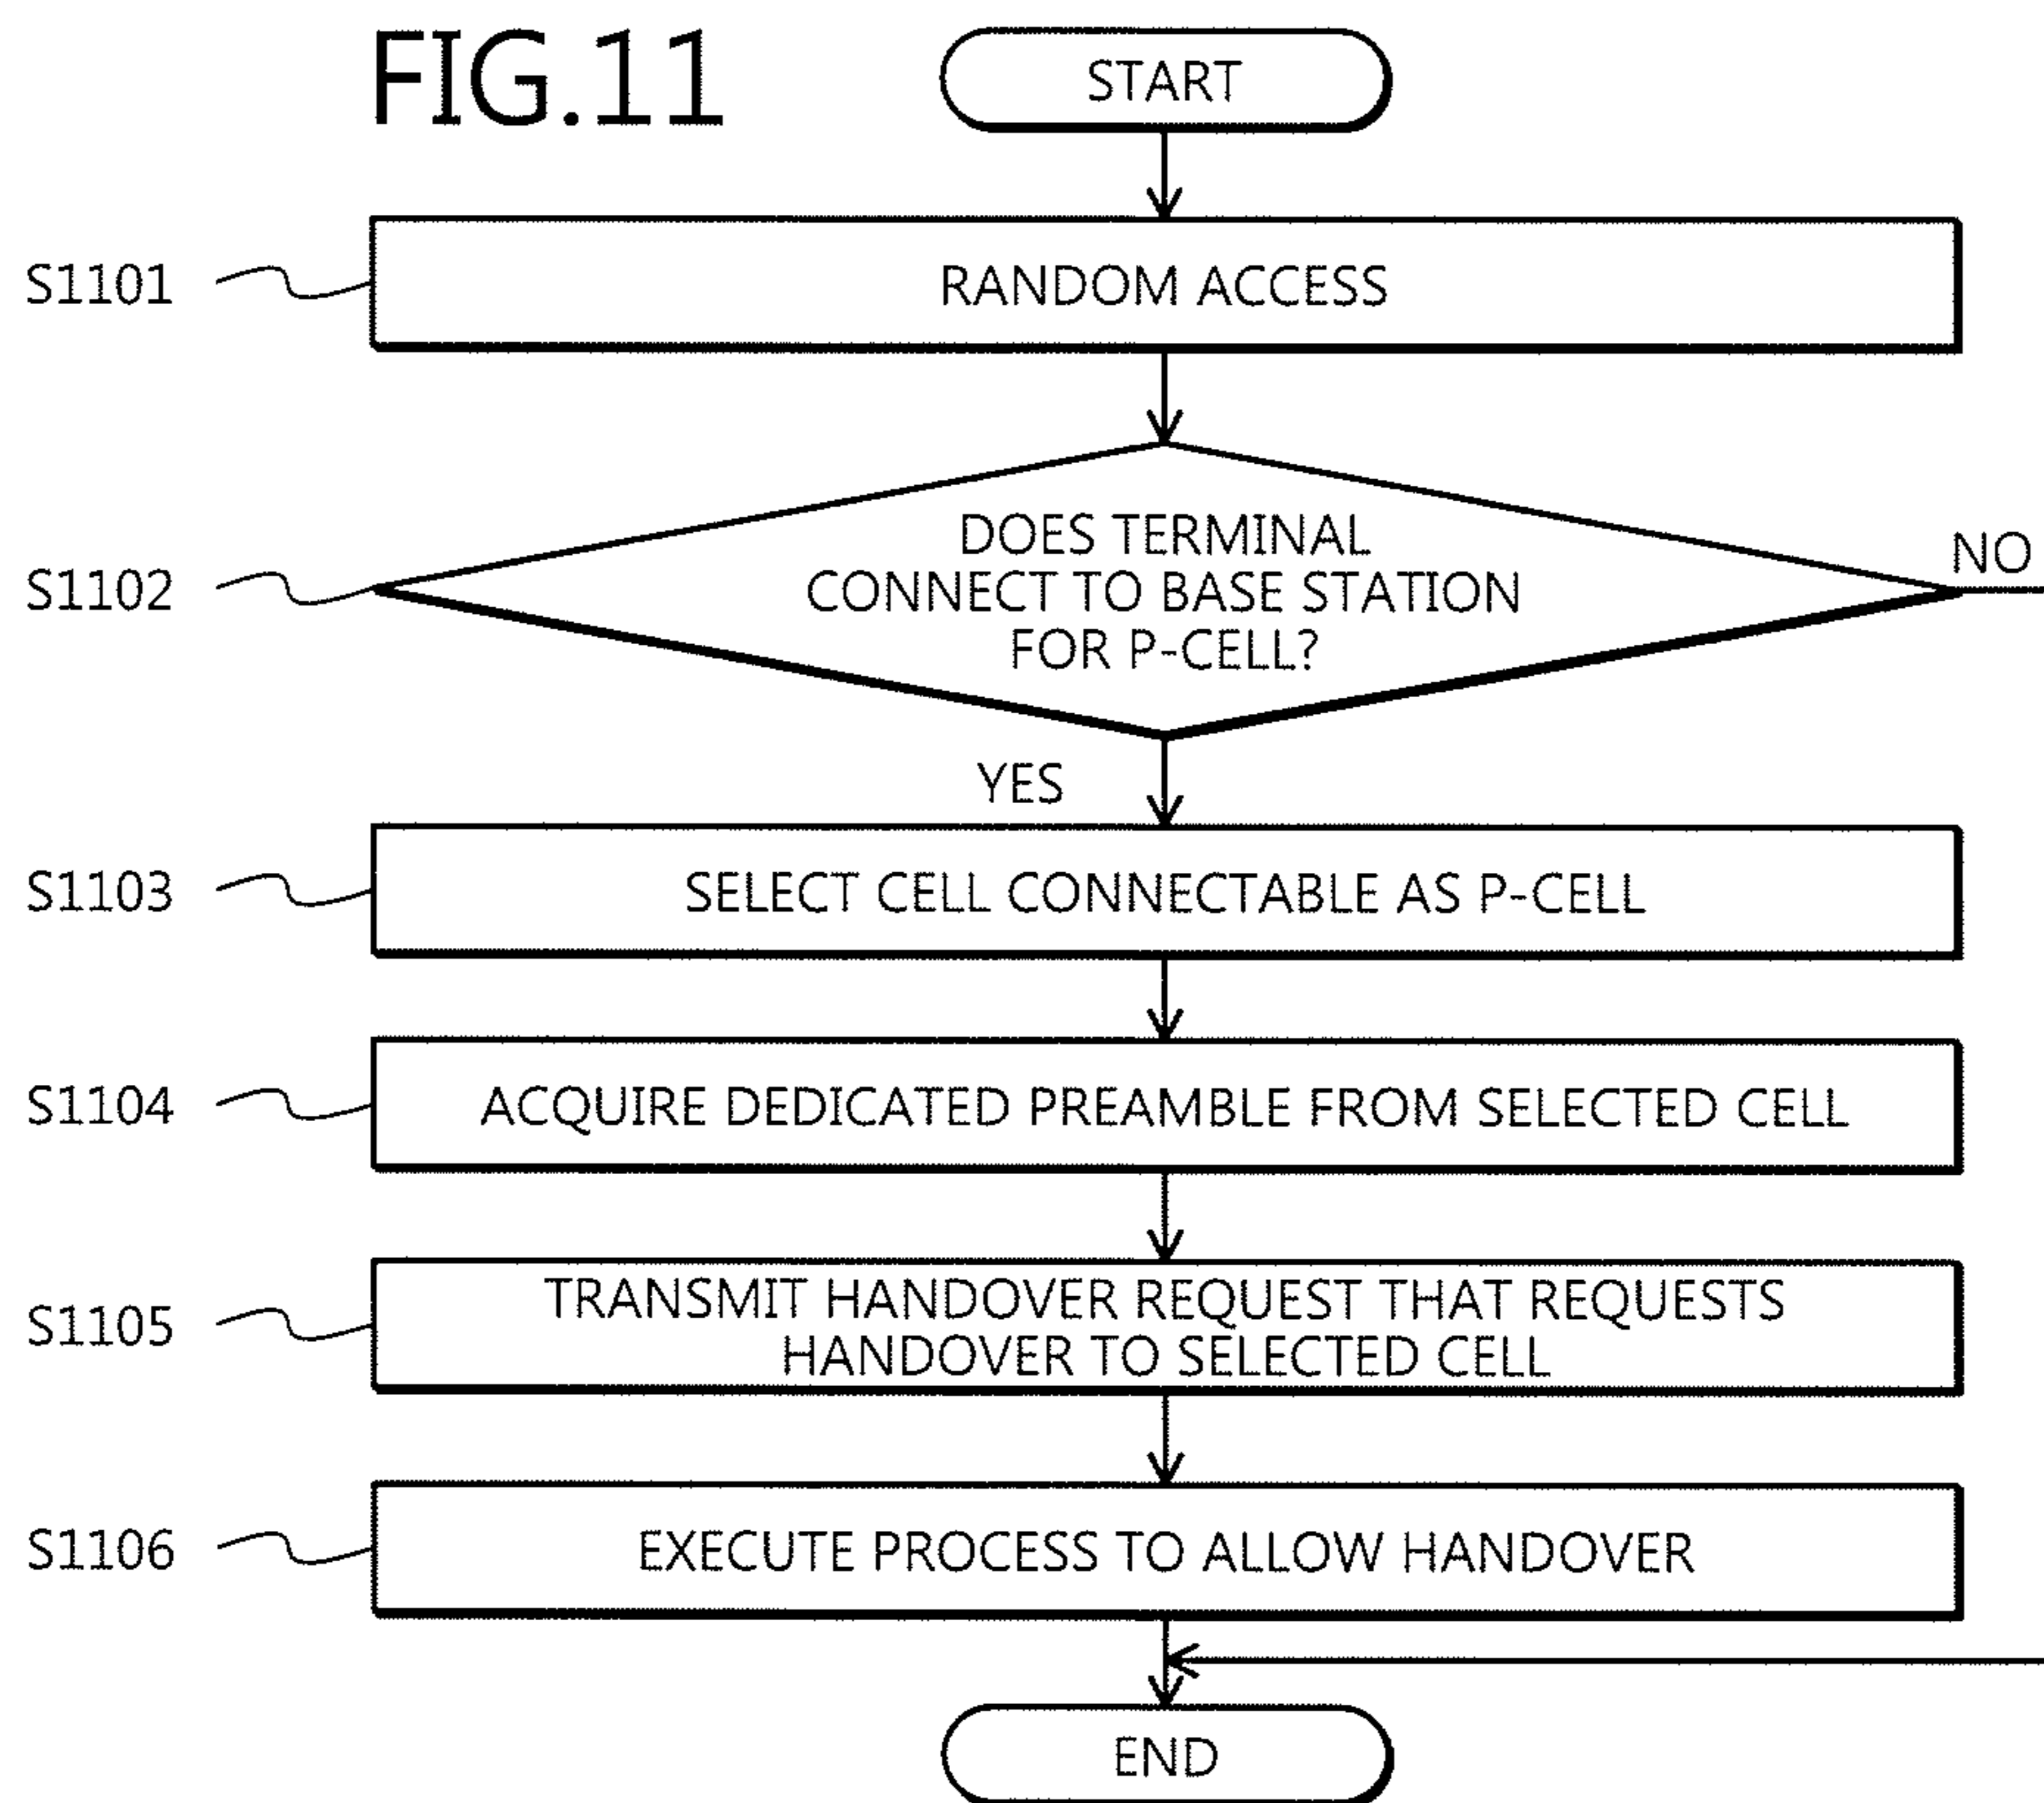 FIG.11
START
S1101
RANDOM ACCESS
S1102
DOES TERMINAL
CONNECT TO BASE STATION
FOR P-CELL?
NO
YES
S1103
SELECT CELL CONNECTABLE AS P-CELL
S1104
ACQUIRE DEDICATED PREAMBLE FROM SELECTED CELL
S1105
TRANSMIT HANDOVER REQUEST THAT REQUESTS
HANDOVER TO SELECTED CELL
S1106
EXECUTE PROCESS TO ALLOW HANDOVER
END